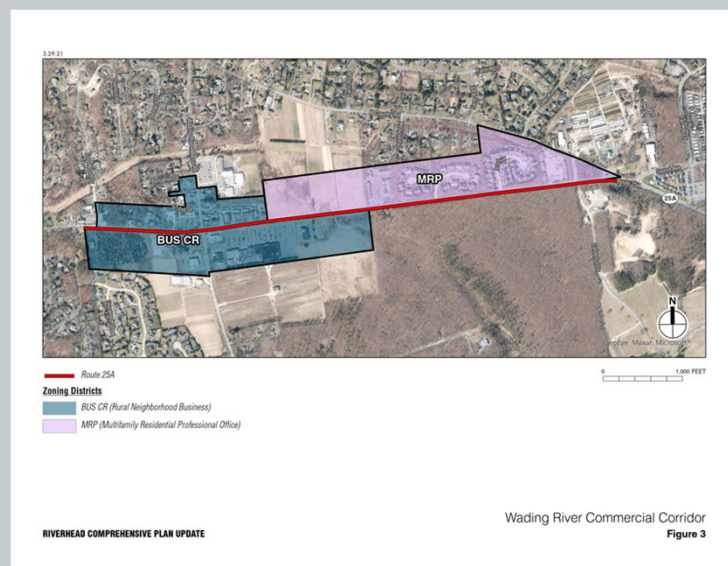 3.29.21
MRP
BUS CR
25A
N
GeoEye, Maxar, Microsoft
Route 25A
0 1,000 FEET
Zoning Districts
BUS CR (Rural Neighborhood Business)
MRP (Multifamily Residential Professional Office)
Wading River Commercial Corridor
RIVERHEAD COMPREHENSIVE PLAN UPDATE
Figure 3